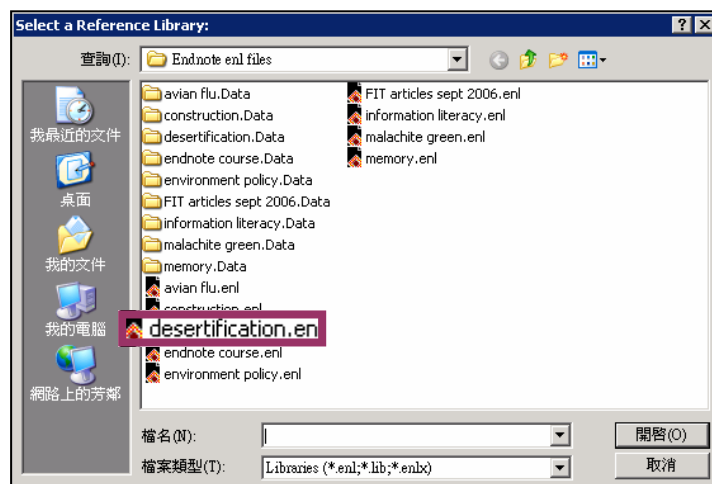 Select a Reference Library:
查詢(I): Endnote enl files
我最近的文件
桌面
我的文件
我的電腦
網路上的芳鄰
avian flu.Data
construction.Data
desertification.Data
endnote course.Data
environment policy.Data
FIT articles sept 2006.Data
information literacy.Data
malachite green.Data
memory.Data
avian flu.enl
construction.enl
desertification.en
endnote course.enl
environment policy.enl
FIT articles sept 2006.enl
information literacy.enl
malachite green.enl
memory.enl
檔名(N): 開啓(O)
檔案類型(T): Libraries (*.enl;*.lib;*.enlx) 取消